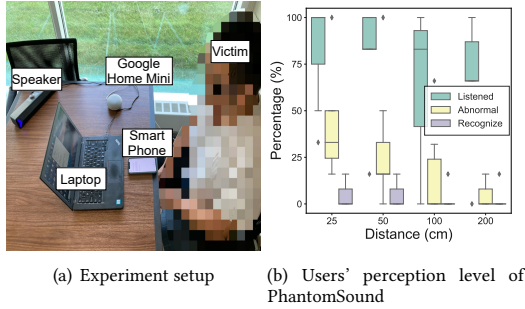 Speaker
Google
Home Mini
Victim
Smart
Phone
Laptop
Percentage (%)
100
75
50
25
0
Listened
Abnormal
Recognize
25
50
100
200
Distance (cm)
(a) Experiment setup
(b) Users' perception level of
PhantomSound